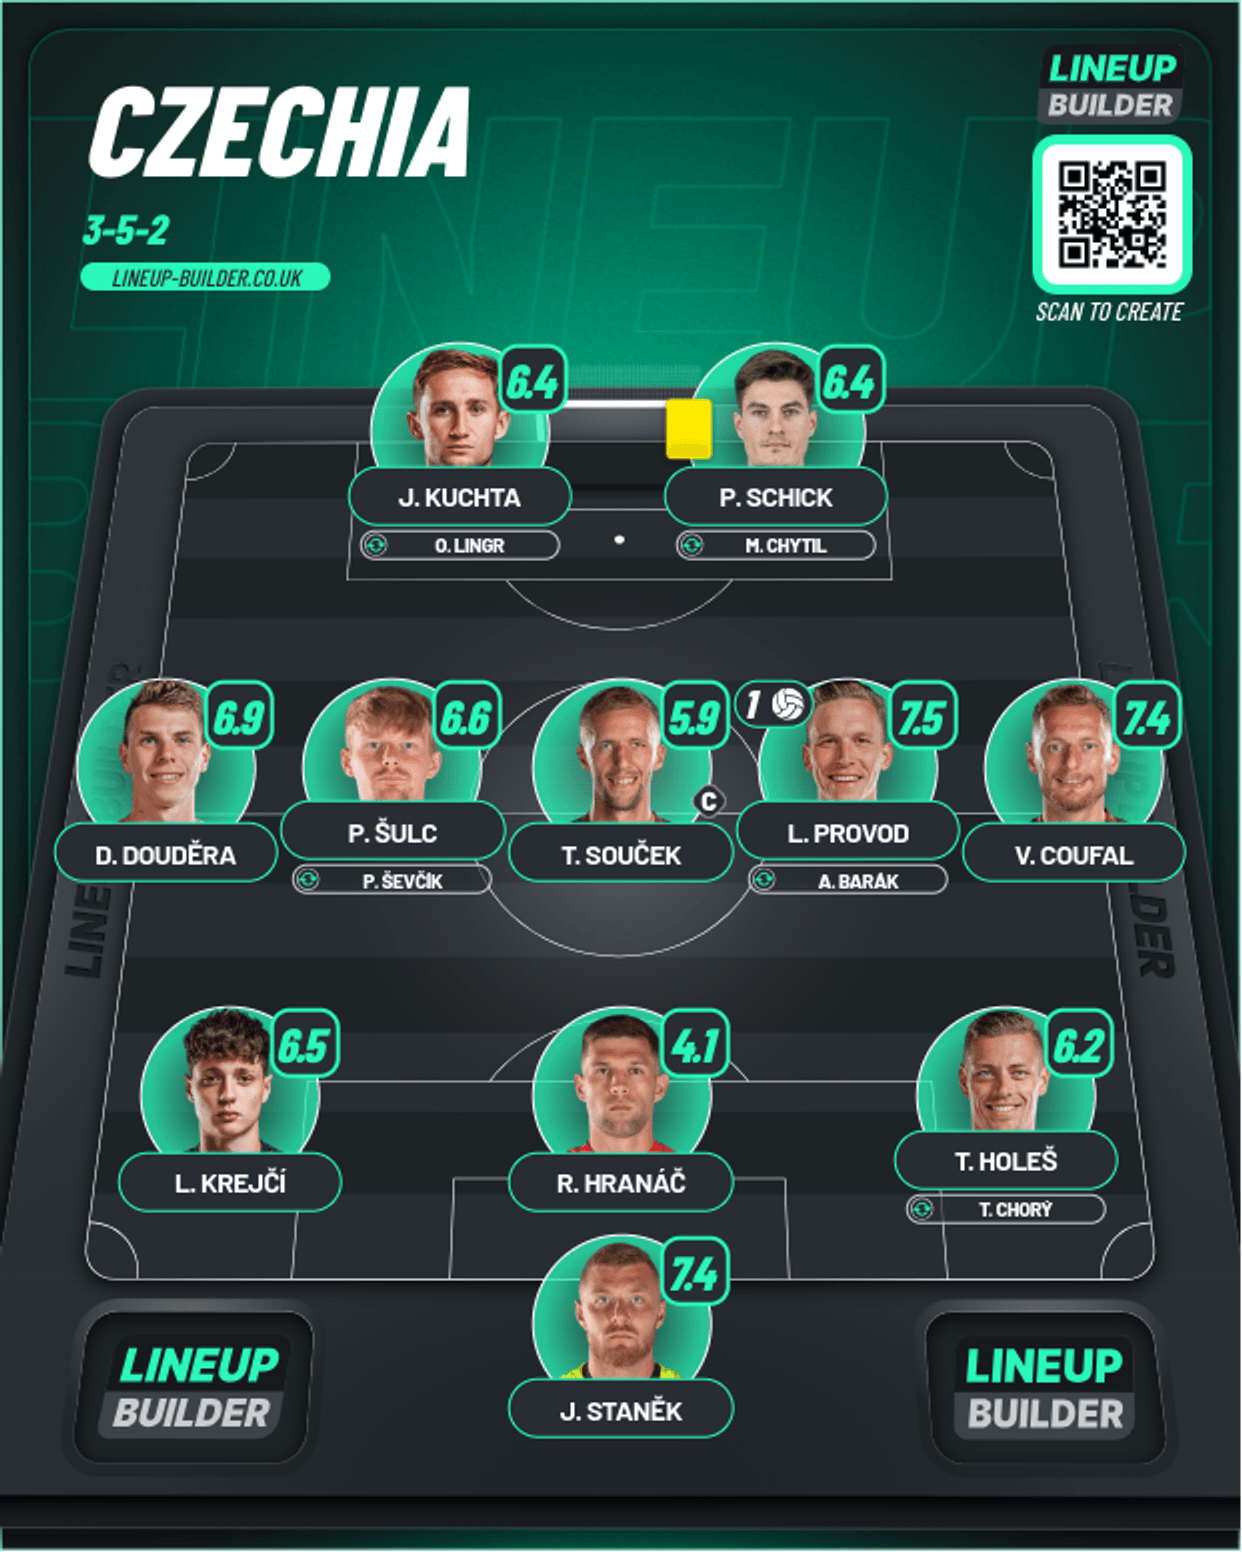 CZECHIA
LINEUP
BUILDER
3-5-2
LINEUP-BUILDER.CO.UK
SCAN TO CREATE
6.4
6.4
J. KUCHTA
P. SCHICK
O. LINGR
M. CHYTIL
6.9
6.6
5.9
1
7.5
7.4
C
D. DOUDĚRA
P. ŠULC
T. SOUČEK
L. PROVOD
V. COUFAL
P. ŠEVČÍK
A. BARÁK
6.5
4.1
6.2
L. KREJČÍ
R. HRANÁČ
T. HOLEŠ
T. CHORÝ
7.4
J. STANĚK
LINEUP
BUILDER
LINEUP
BUILDER